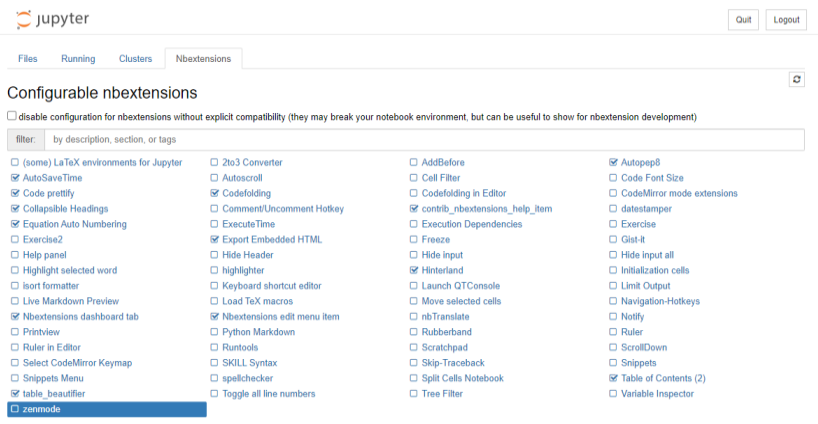 jupyter Quit Logout
Files Running Clusters Nbextensions
Configurable nbextensions
disable configuration for nbextensions without explicit compatibility (they may break your notebook environment, but can be useful to show for nbextension development)
filter: by description, section, or tags
(some) LaTeX environments for Jupyter 2to3 Converter AddBefore Autopep8
AutoSaveTime Autoscroll Cell Filter Code Font Size
Code prettify Codefolding Codefolding in Editor CodeMirror mode extensions
Collapsible Headings Comment/Uncomment Hotkey contrib_nbextensions_help_item datestamper
Equation Auto Numbering ExecuteTime Execution Dependencies Exercise
Exercise2 Export Embedded HTML Freeze Gist-it
Help panel Hide Header Hide input Hide input all
Highlight selected word highlighter Hinterland Initialization cells
isort formatter Keyboard shortcut editor Launch QTConsole Limit Output
Live Markdown Preview Load TeX macros Move selected cells Navigation-Hotkeys
Nbextensions dashboard tab Nbextensions edit menu item nbTranslate Notify
Printview Python Markdown Rubberband Ruler
Ruler in Editor Runtools Scratchpad ScrollDown
Select CodeMirror Keymap SKILL Syntax Skip-Traceback Snippets
Snippets Menu spellchecker Split Cells Notebook Table of Contents (2)
table_beautifier Toggle all line numbers Tree Filter Variable Inspector
zenmode